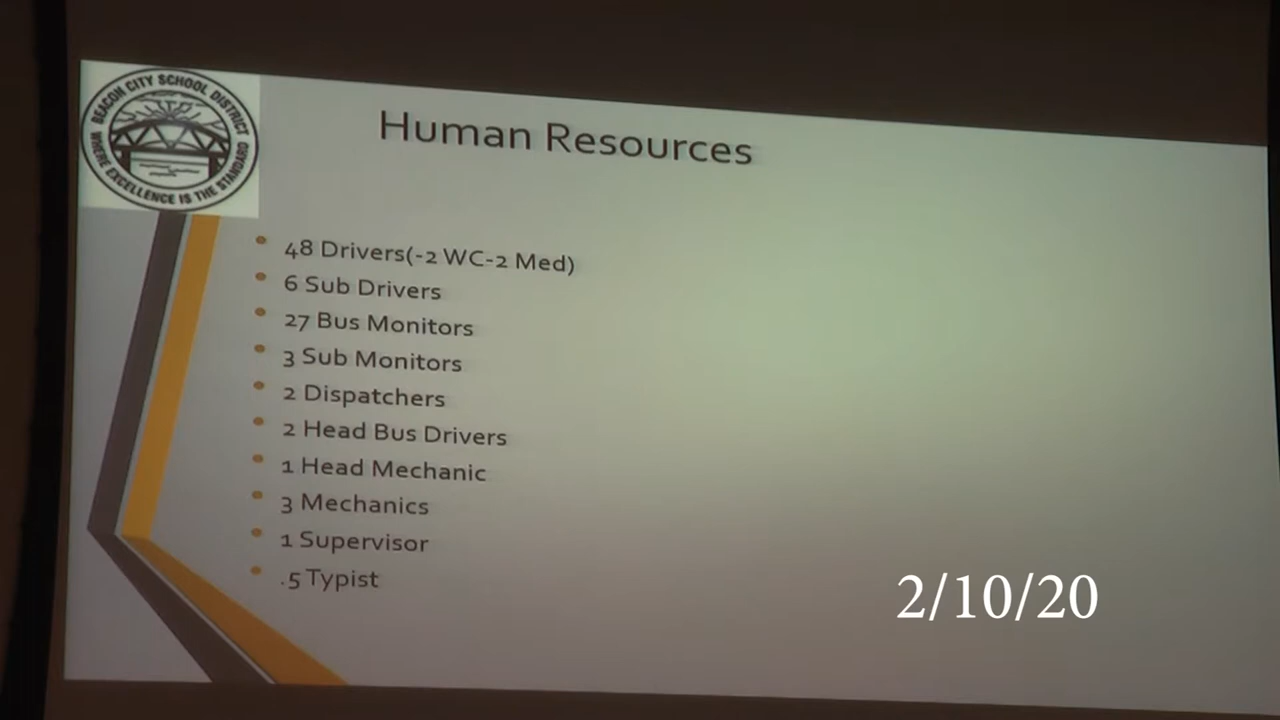 BEACON CITY SCHOOL DISTRICT
WHERE EXCELLENCE IS THE STANDARD
Human Resources
48 Drivers(-2 WC-2 Med)
6 Sub Drivers
27 Bus Monitors
3 Sub Monitors
2 Dispatchers
2 Head Bus Drivers
1 Head Mechanic
3 Mechanics
1 Supervisor
.5 Typist
2/10/20